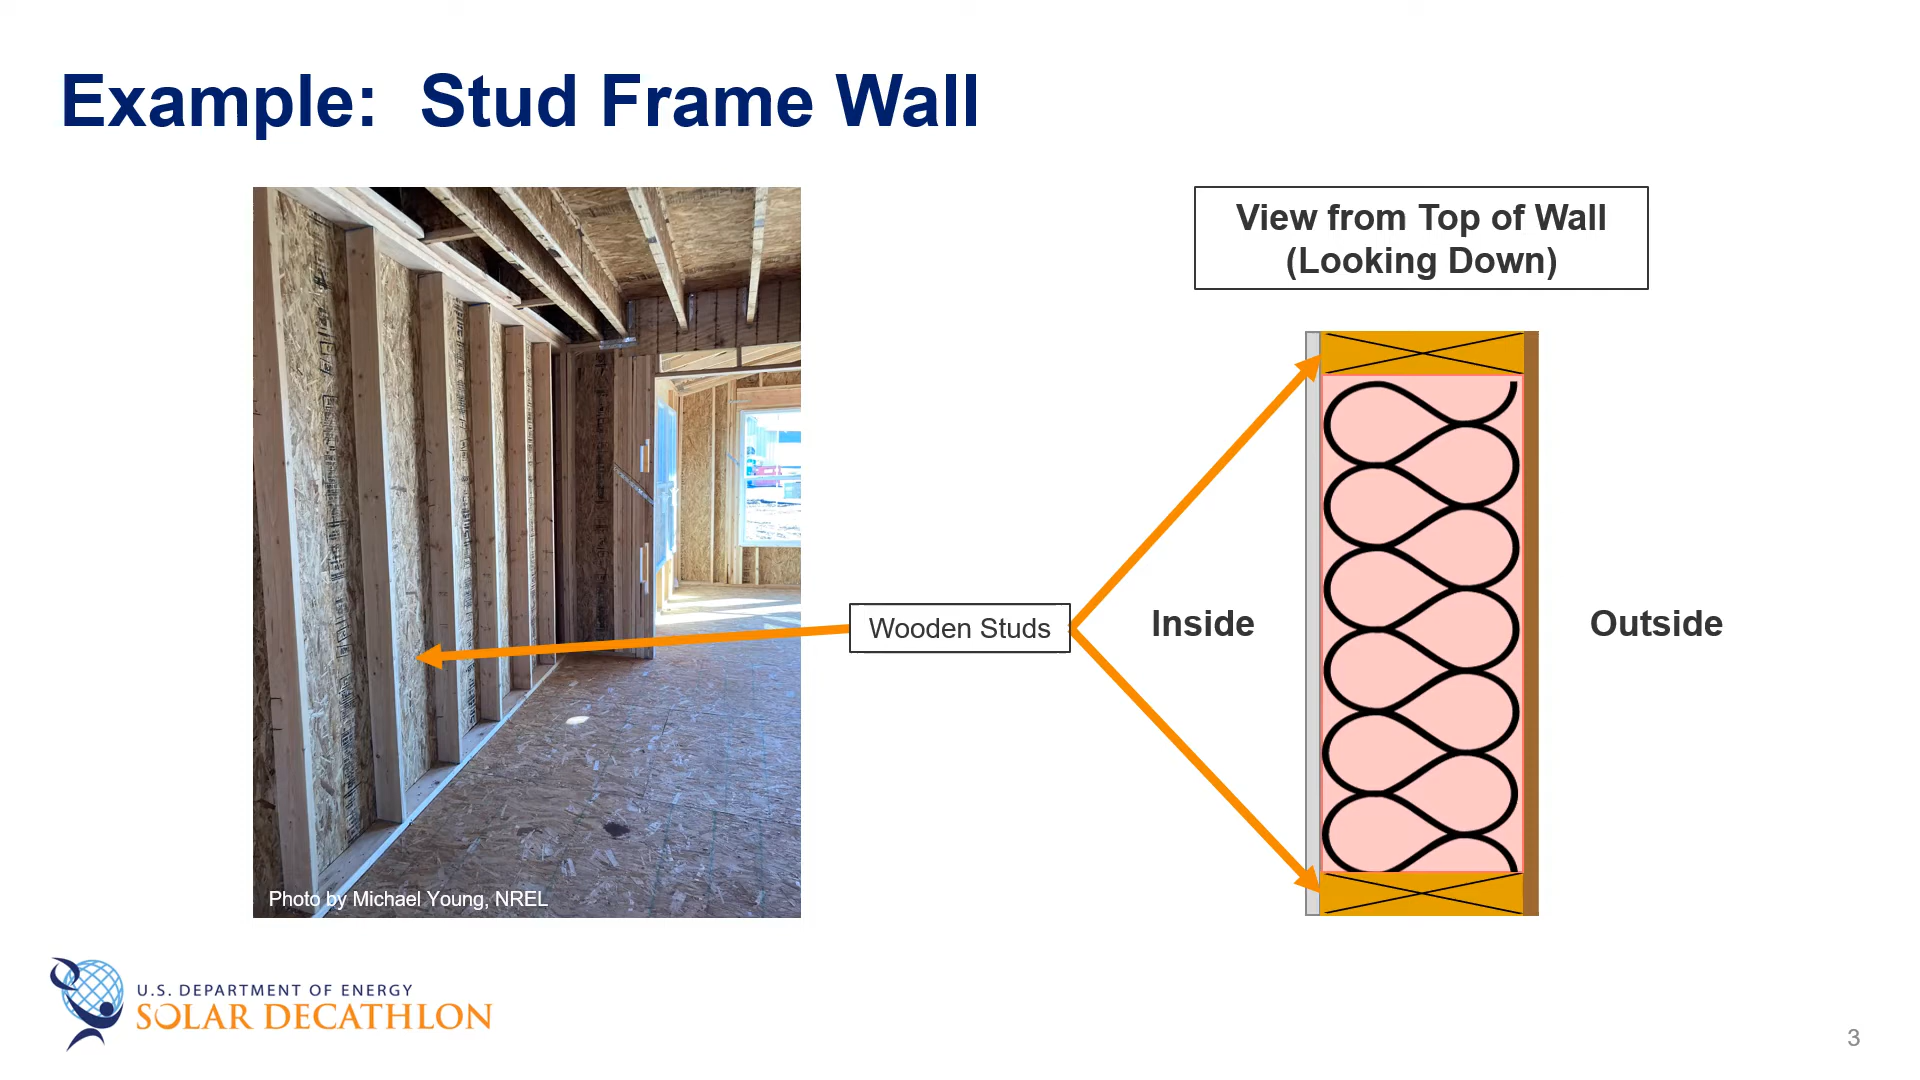 Example:  Stud Frame Wall
View from Top of Wall
(Looking Down)
Wooden Studs
Inside
Outside
Photo by Michael Young, NREL
U.S. DEPARTMENT OF ENERGY
SOLAR DECATHLON
3